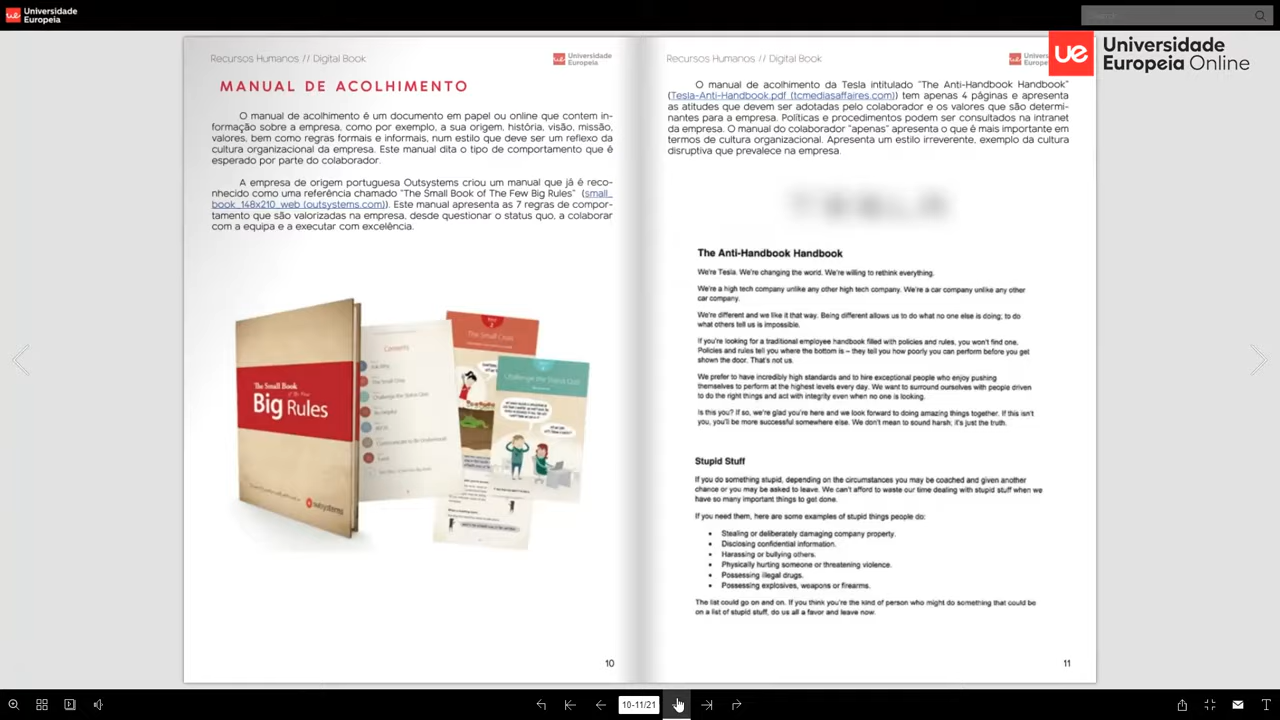 Universidade
Europeia
Universidade
Europeia Online
Recursos Humanos // Digital Book
Universidade
Europeia
MANUAL DE ACOLHIMENTO
O manual de acolhimento é um documento em papel ou online que contem in-
formação sobre a empresa, como por exemplo, a sua origem, história, visão, missão,
valores, bem como regras formais e informais, num estilo que deve ser um reflexo da
cultura organizacional da empresa. Este manual dita o tipo de comportamento que é
esperado por parte do colaborador.
A empresa de origem portuguesa Outsystems criou um manual que já é reco-
nhecido como uma referência chamado "The Small Book of The Few Big Rules" (small_
book_148x210_web (outsystems.com)). Este manual apresenta as 7 regras de compor-
tamento que são valorizadas na empresa, desde questionar o status quo, a colaborar
com a equipa e a executar com excelência.
The Small Book
Big Rules
outsystems
Contents
The Small Crisis
Challenge the Status Quo
10
Recursos Humanos // Digital Book
O manual de acolhimento da Tesla intitulado "The Anti-Handbook Handbook"
(Tesla-Anti-Handbook.pdf (tcmediasaffaires.com)) tem apenas 4 páginas e apresenta
as atitudes que devem ser adotadas pelo colaborador e os valores que são determi-
nantes para a empresa. Políticas e procedimentos podem ser consultados na intranet
da empresa. O manual do colaborador "apenas" apresenta o que é mais importante em
termos de cultura organizacional. Apresenta um estilo irreverente, exemplo da cultura
disruptiva que prevalece na empresa.
The Anti-Handbook Handbook
We're Tesla. We're changing the world. We're willing to rethink everything.
We're a high tech company unlike any other high tech company. We're a car company unlike any other
car company.
We're different and we like it that way. Being different allows us to do what no one else is doing; to do
what others tell us is impossible.
If you're looking for a traditional employee handbook filled with policies and rules, you won't find one.
Policies and rules tell you where the bottom is – they tell you how poorly you can perform before you get
shown the door. That's not us.
We prefer to have incredibly high standards and to hire exceptional people who enjoy pushing
themselves to perform at the highest levels every day. We want to surround ourselves with people driven
to do the right things and act with integrity even when no one is looking.
Is this you? If so, we're glad you're here and we look forward to doing amazing things together. If this isn't
you, you'll be more successful somewhere else. We don't mean to sound harsh; it's just the truth.
Stupid Stuff
If you do something stupid, depending on the circumstances you may be coached and given another
chance or you may be asked to leave. We can't afford to waste our time dealing with stupid stuff when we
have so many important things to get done.
If you need them, here are some examples of stupid things people do:
• Stealing or deliberately damaging company property.
• Disclosing confidential information.
• Harassing or bullying others.
• Physically hurting someone or threatening violence.
• Possessing illegal drugs.
• Possessing explosives, weapons or firearms.
The list could go on and on. If you think you're the kind of person who might do something that could be
on a list of stupid stuff, do us all a favor and leave now.
11
10-11/21